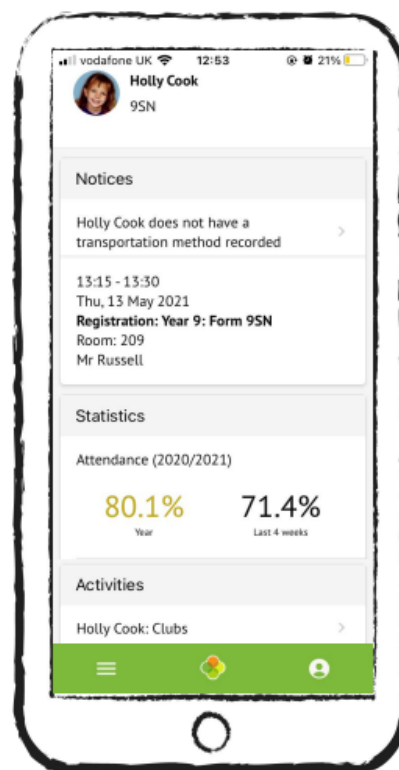 vodafone UK 12:53 21%
Holly Cook
9SN
Notices
Holly Cook does not have a
transportation method recorded
13:15 - 13:30
Thu, 13 May 2021
Registration: Year 9: Form 9SN
Room: 209
Mr Russell
Statistics
Attendance (2020/2021)
80.1% 71.4%
Year Last 4 weeks
Activities
Holly Cook: Clubs